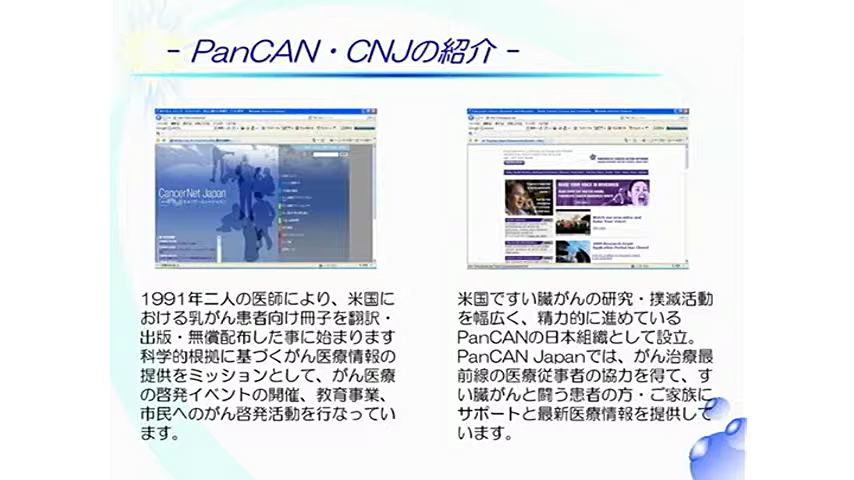 - PanCAN・CNJの紹介 -
CancerNet Japan
1991年二人の医師により、米国に
おける乳がん患者向け冊子を翻訳・
出版・無償配布した事に始まります
科学的根拠に基づくがん医療情報の
提供をミッションとして、がん医療
の啓発イベントの開催、教育事業、
市民へのがん啓発活動を行なってい
ます。
RAISE YOUR VOICE IN
米国ですい臓がんの研究・撲滅活動
を幅広く、精力的に進めている
PanCANの日本組織として設立。
PanCAN Japanでは、がん治療最
前線の医療従事者の協力を得て、す
い臓がんと闘う患者の方・ご家族に
サポートと最新医療情報を提供して
います。